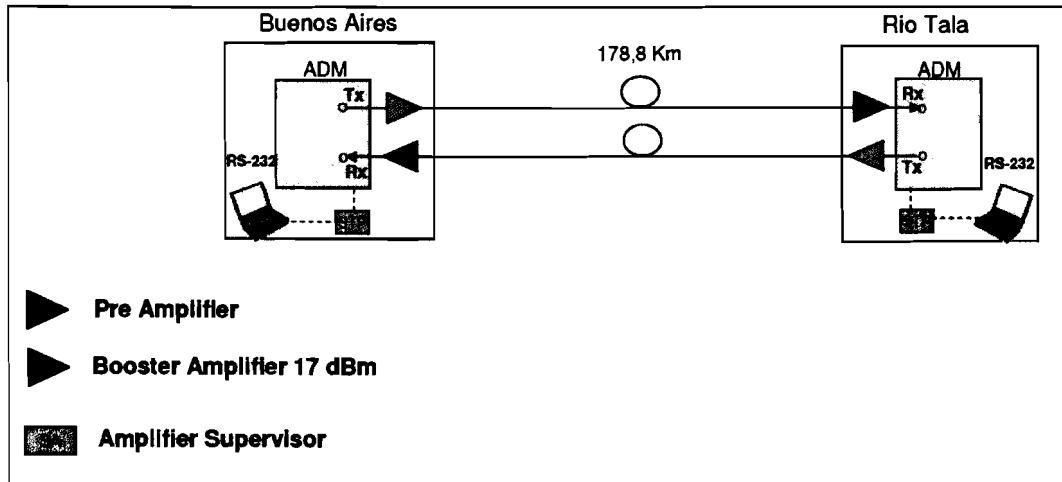 Buenos Aires
Rio Tala
178,8 Km
ADM
ADM
Tx
Rx
RS-232
Rx
Tx
RS-232
Pre Amplifier
Booster Amplifier 17 dBm
SA
Amplifier Supervisor